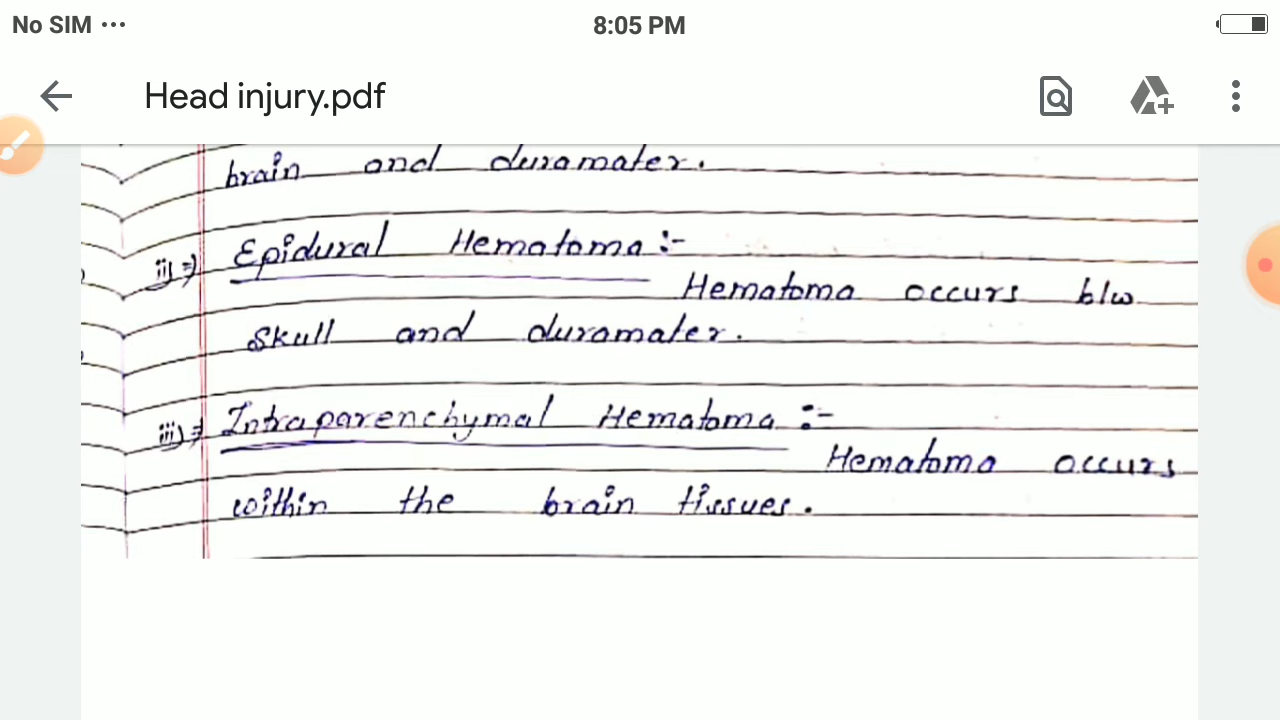 No SIM ...
8:05 PM
Head injury.pdf
brain and duramater.
ii) ⇒ Epidural Hematoma :-
Hematoma occurs b/w
skull and duramater.
iii) ⇒ Intraparenchymal Hematoma :-
Hematoma occurs
within the brain tissues.